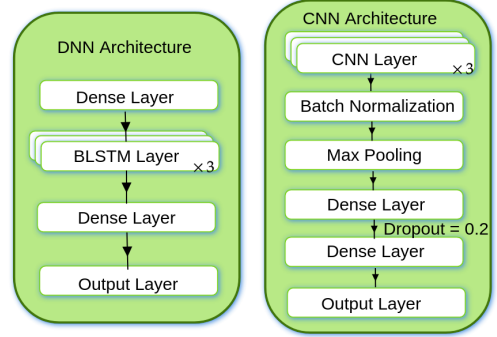 DNN Architecture
Dense Layer
BLSTM Layer
×3
Dense Layer
Output Layer
CNN Architecture
CNN Layer
×3
Batch Normalization
Max Pooling
Dense Layer
Dropout = 0.2
Dense Layer
Output Layer